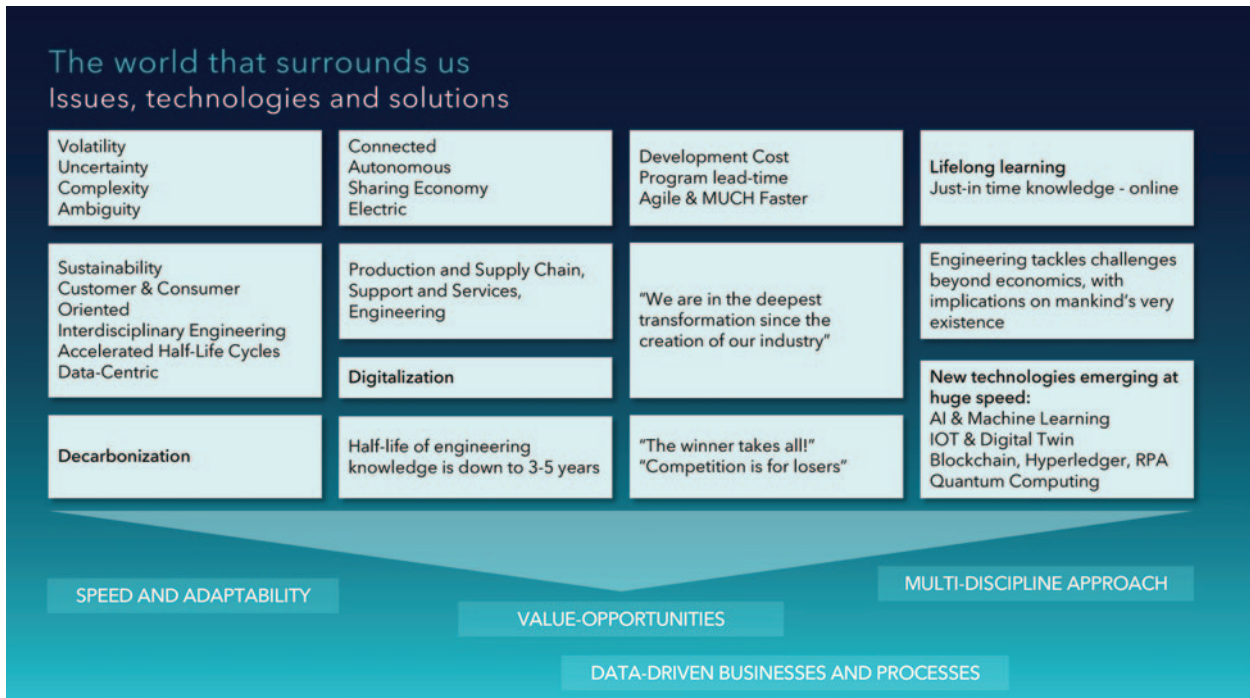 The world that surrounds us
Issues, technologies and solutions
Volatility
Uncertainty
Complexity
Ambiguity
Connected
Autonomous
Sharing Economy
Electric
Development Cost
Program lead-time
Agile & MUCH Faster
Lifelong learning
Just-in time knowledge - online
Sustainability
Customer & Consumer
Oriented
Interdisciplinary Engineering
Accelerated Half-Life Cycles
Data-Centric
Production and Supply Chain,
Support and Services,
Engineering
Digitalization
"We are in the deepest
transformation since the
creation of our industry"
Engineering tackles challenges
beyond economics, with
implications on mankind's very
existence
New technologies emerging at
huge speed:
AI & Machine Learning
IOT & Digital Twin
Blockchain, Hyperledger, RPA
Quantum Computing
Decarbonization
Half-life of engineering
knowledge is down to 3-5 years
"The winner takes all!"
"Competition is for losers"
SPEED AND ADAPTABILITY
VALUE-OPPORTUNITIES
MULTI-DISCIPLINE APPROACH
DATA-DRIVEN BUSINESSES AND PROCESSES